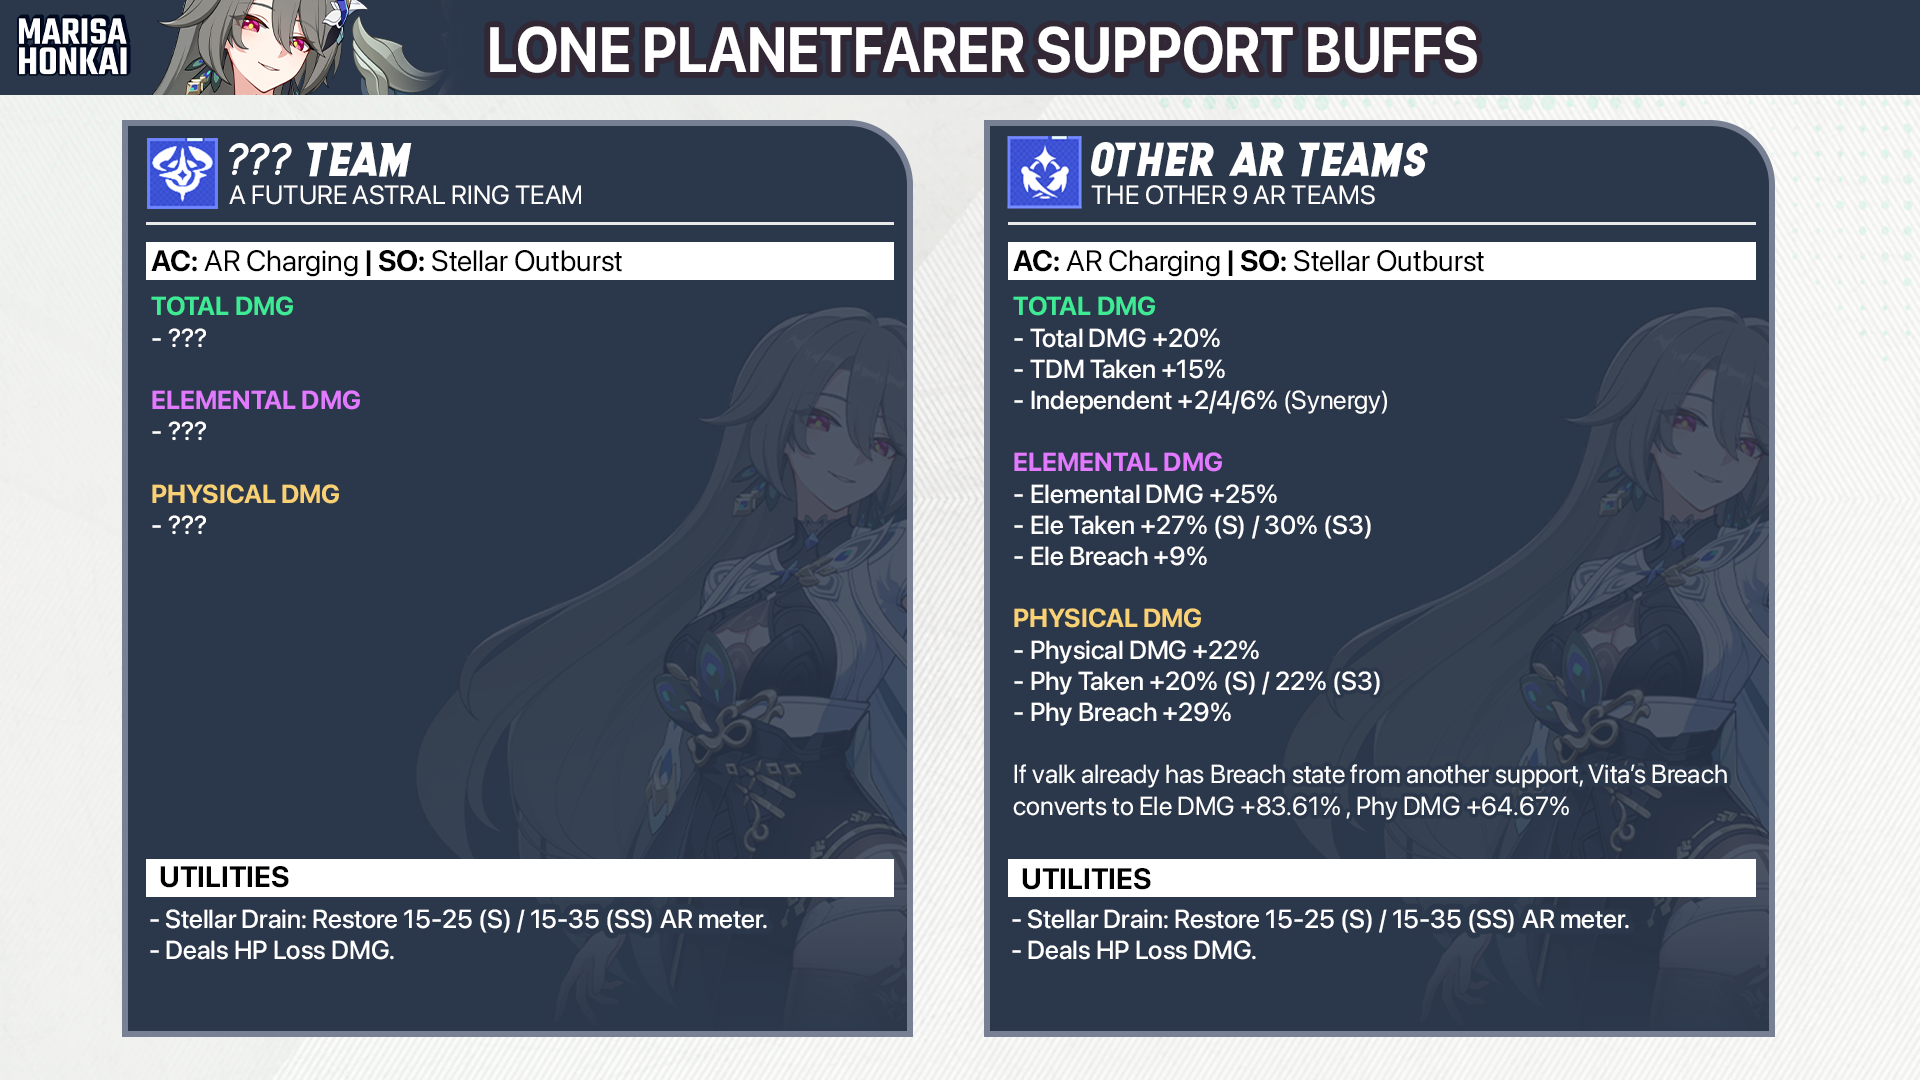 MARISA
HONKAI
LONE PLANETFARER SUPPORT BUFFS
??? TEAM
A FUTURE ASTRAL RING TEAM
AC: AR Charging | SO: Stellar Outburst
TOTAL DMG
- ???
ELEMENTAL DMG
- ???
PHYSICAL DMG
- ???
UTILITIES
- Stellar Drain: Restore 15-25 (S) / 15-35 (SS) AR meter.
- Deals HP Loss DMG.
OTHER AR TEAMS
THE OTHER 9 AR TEAMS
AC: AR Charging | SO: Stellar Outburst
TOTAL DMG
- Total DMG +20%
- TDM Taken +15%
- Independent +2/4/6% (Synergy)
ELEMENTAL DMG
- Elemental DMG +25%
- Ele Taken +27% (S) / 30% (S3)
- Ele Breach +9%
PHYSICAL DMG
- Physical DMG +22%
- Phy Taken +20% (S) / 22% (S3)
- Phy Breach +29%
If valk already has Breach state from another support, Vita's Breach
converts to Ele DMG +83.61% , Phy DMG +64.67%
UTILITIES
- Stellar Drain: Restore 15-25 (S) / 15-35 (SS) AR meter.
- Deals HP Loss DMG.